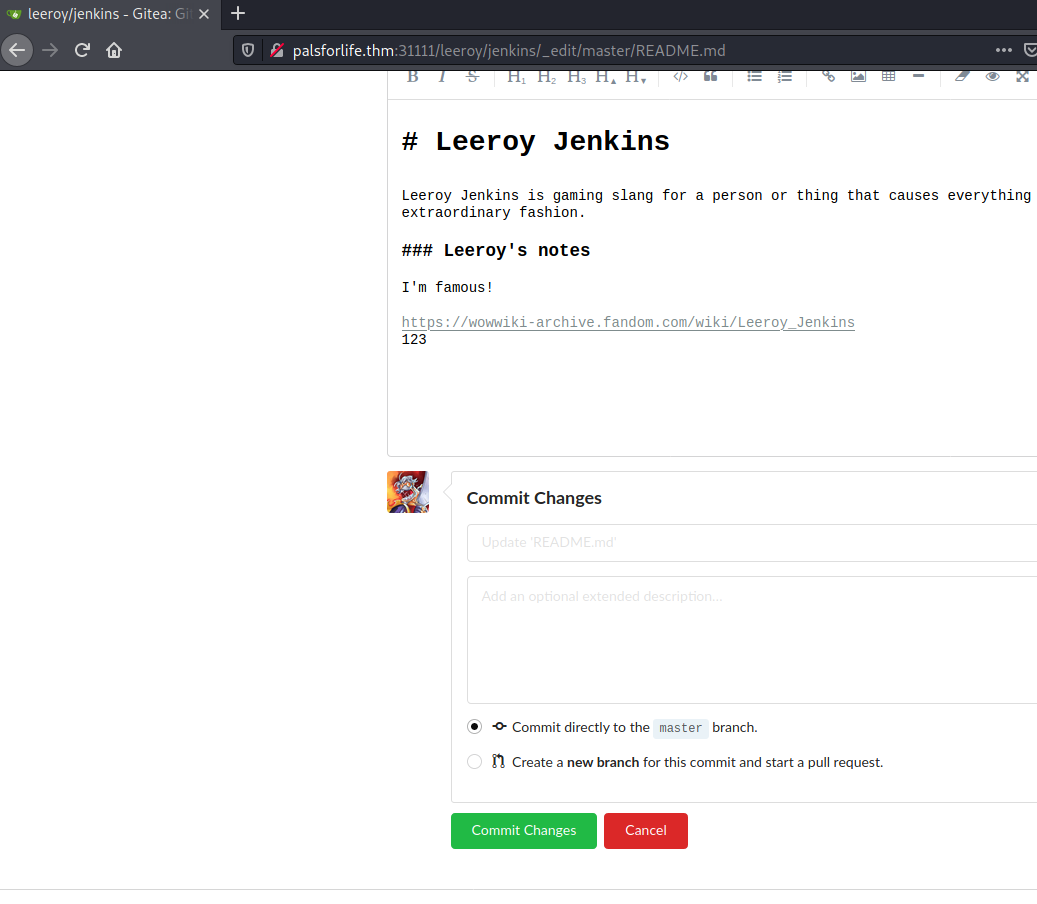 leeroy/jenkins - Gitea: Gi
palsforlife.thm:31111/leeroy/jenkins/_edit/master/README.md
B I S H1 H2 H3 H H
# Leeroy Jenkins
Leeroy Jenkins is gaming slang for a person or thing that causes everything
extraordinary fashion.
### Leeroy's notes
I'm famous!
https://wowwiki-archive.fandom.com/wiki/Leeroy_Jenkins
123
Commit Changes
Update 'README.md'
Add an optional extended description...
Commit directly to the master branch.
Create a new branch for this commit and start a pull request.
Commit Changes Cancel